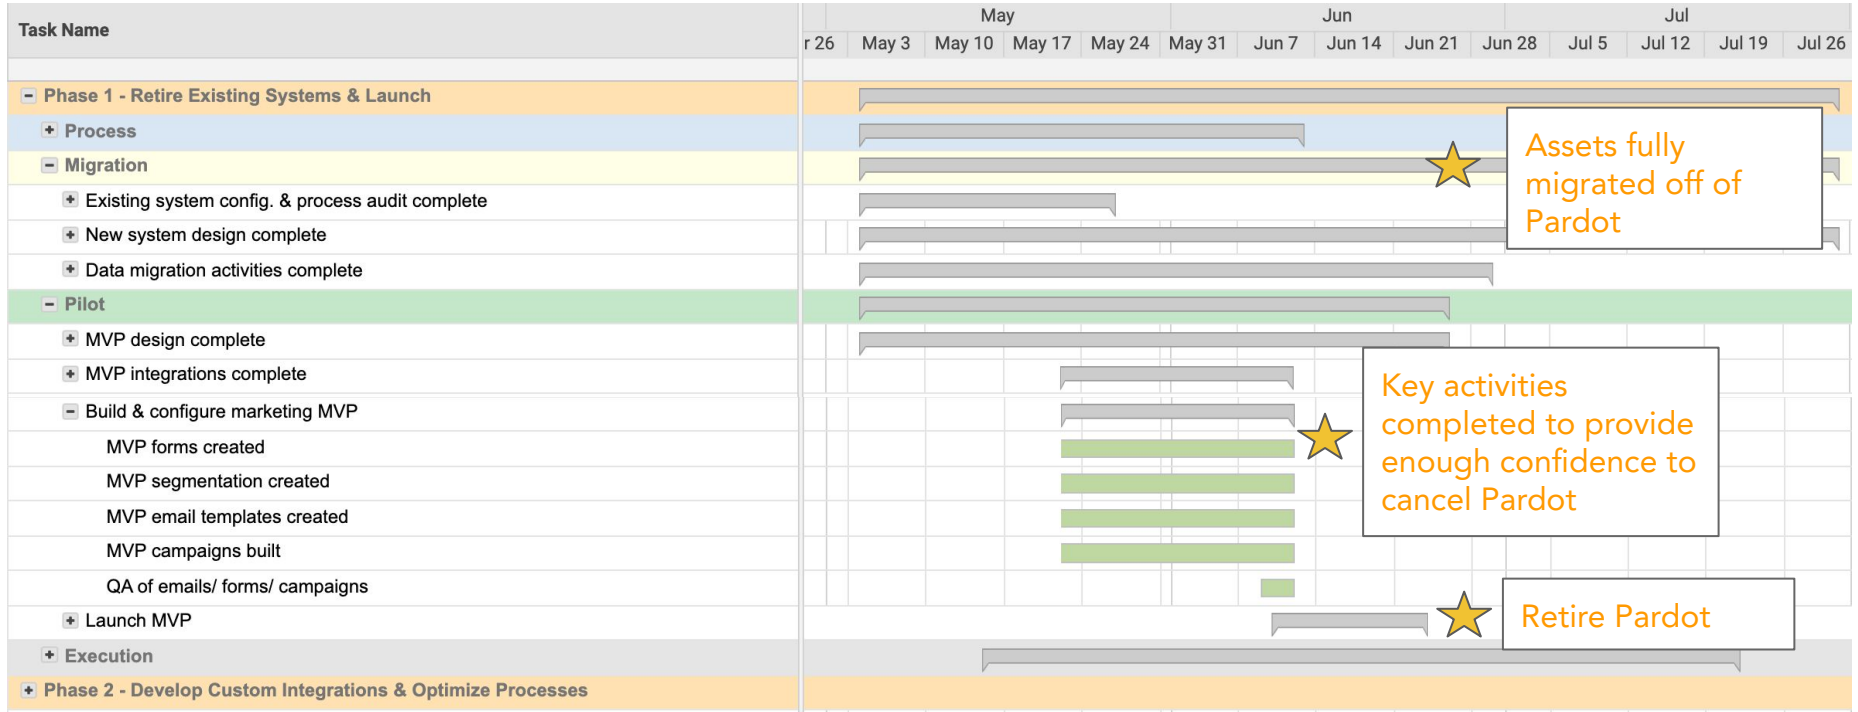 Task Name
May
Jun
Jul
r 26
May 3
May 10
May 17
May 24
May 31
Jun 7
Jun 14
Jun 21
Jun 28
Jul 5
Jul 12
Jul 19
Jul 26
Phase 1 - Retire Existing Systems & Launch
Process
Migration
Assets fully
migrated off of
Pardot
Existing system config. & process audit complete
New system design complete
Data migration activities complete
Pilot
MVP design complete
MVP integrations complete
Key activities
completed to provide
enough confidence to
cancel Pardot
Build & configure marketing MVP
MVP forms created
MVP segmentation created
MVP email templates created
MVP campaigns built
QA of emails/ forms/ campaigns
Launch MVP
Retire Pardot
Execution
Phase 2 - Develop Custom Integrations & Optimize Processes